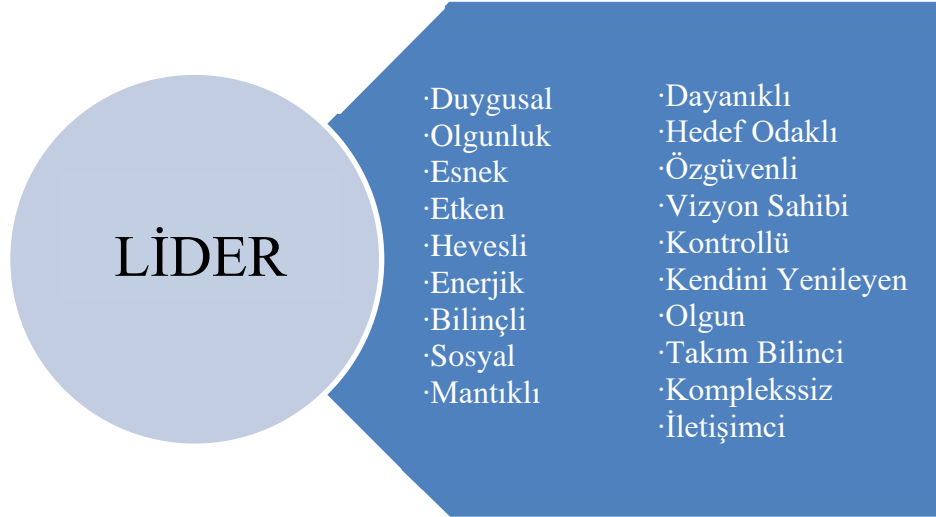 LİDER
·Duygusal
·Olgunluk
·Esnek
·Etken
·Hevesli
·Enerjik
·Bilinçli
·Sosyal
·Mantıklı
·Dayanıklı
·Hedef Odaklı
·Özgüvenli
·Vizyon Sahibi
·Kontrollü
·Kendini Yenileyen
·Olgun
·Takım Bilinci
·Komplekssiz
·İletişimci